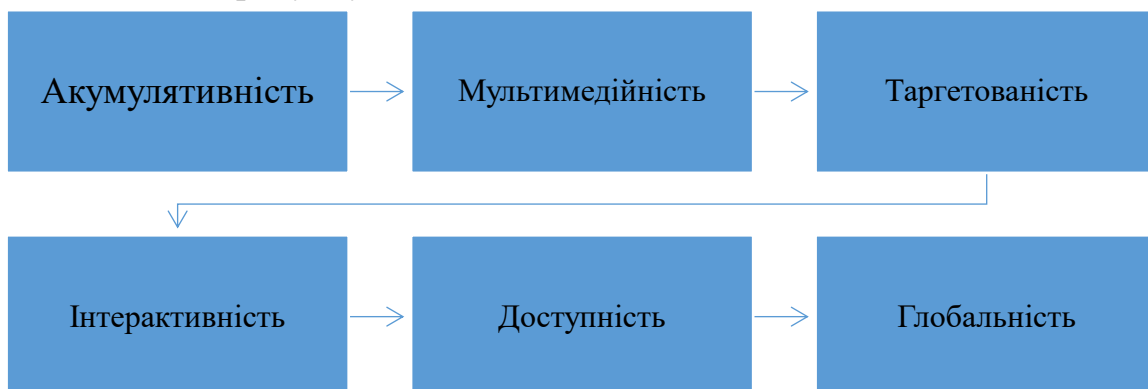 Акумулятивність
Мультимедійність
Таргетованість
Інтерактивність
Доступність
Глобальність